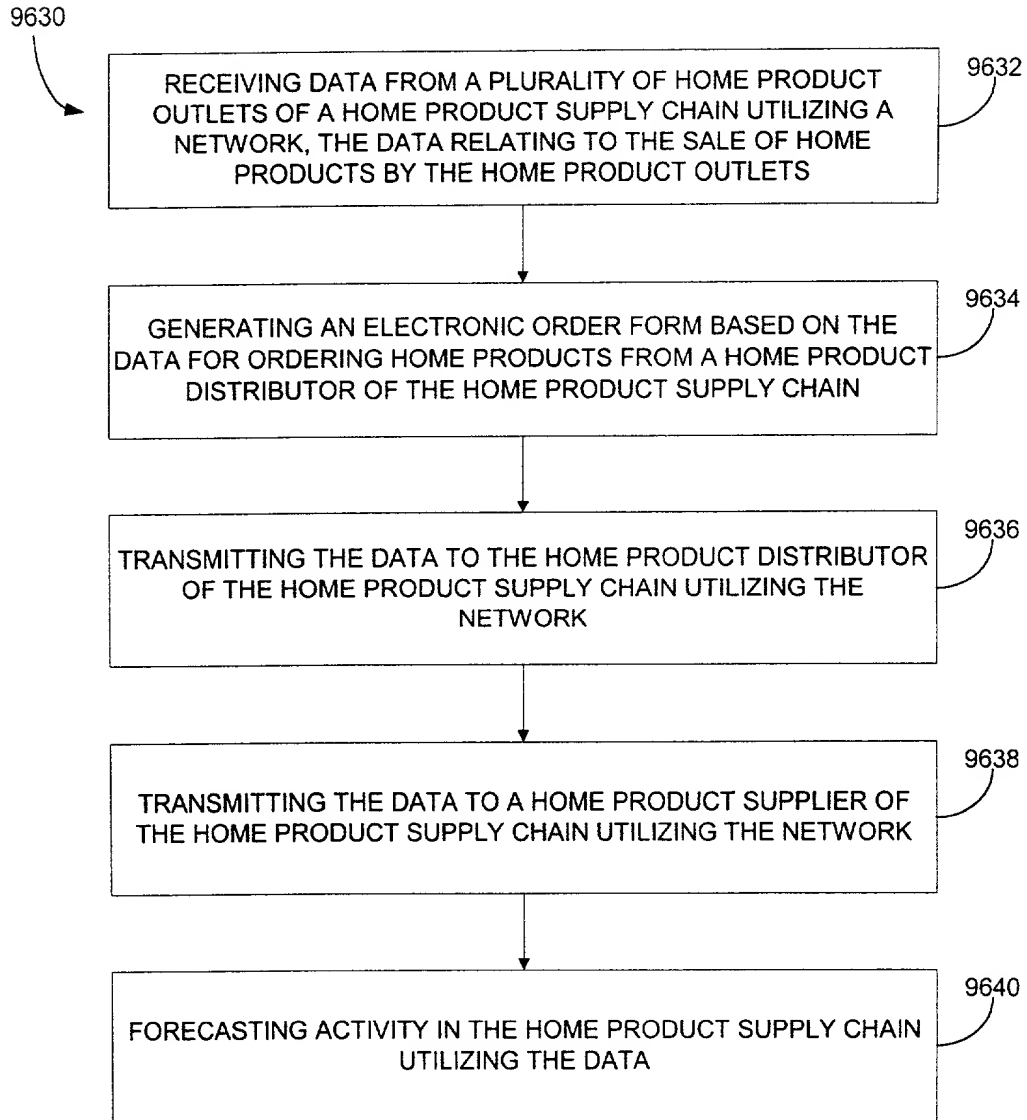 9630
RECEIVING DATA FROM A PLURALITY OF HOME PRODUCT
OUTLETS OF A HOME PRODUCT SUPPLY CHAIN UTILIZING A
NETWORK, THE DATA RELATING TO THE SALE OF HOME
PRODUCTS BY THE HOME PRODUCT OUTLETS
9632
GENERATING AN ELECTRONIC ORDER FORM BASED ON THE
DATA FOR ORDERING HOME PRODUCTS FROM A HOME PRODUCT
DISTRIBUTOR OF THE HOME PRODUCT SUPPLY CHAIN
9634
TRANSMITTING THE DATA TO THE HOME PRODUCT DISTRIBUTOR
OF THE HOME PRODUCT SUPPLY CHAIN UTILIZING THE
NETWORK
9636
TRANSMITTING THE DATA TO A HOME PRODUCT SUPPLIER OF
THE HOME PRODUCT SUPPLY CHAIN UTILIZING THE NETWORK
9638
FORECASTING ACTIVITY IN THE HOME PRODUCT SUPPLY CHAIN
UTILIZING THE DATA
9640